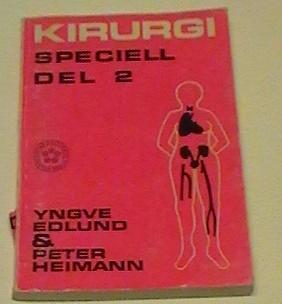 KIRURGI
SPECIELL
DEL 2
YNGVE
EDLUND
&
PETER
HEIMANN